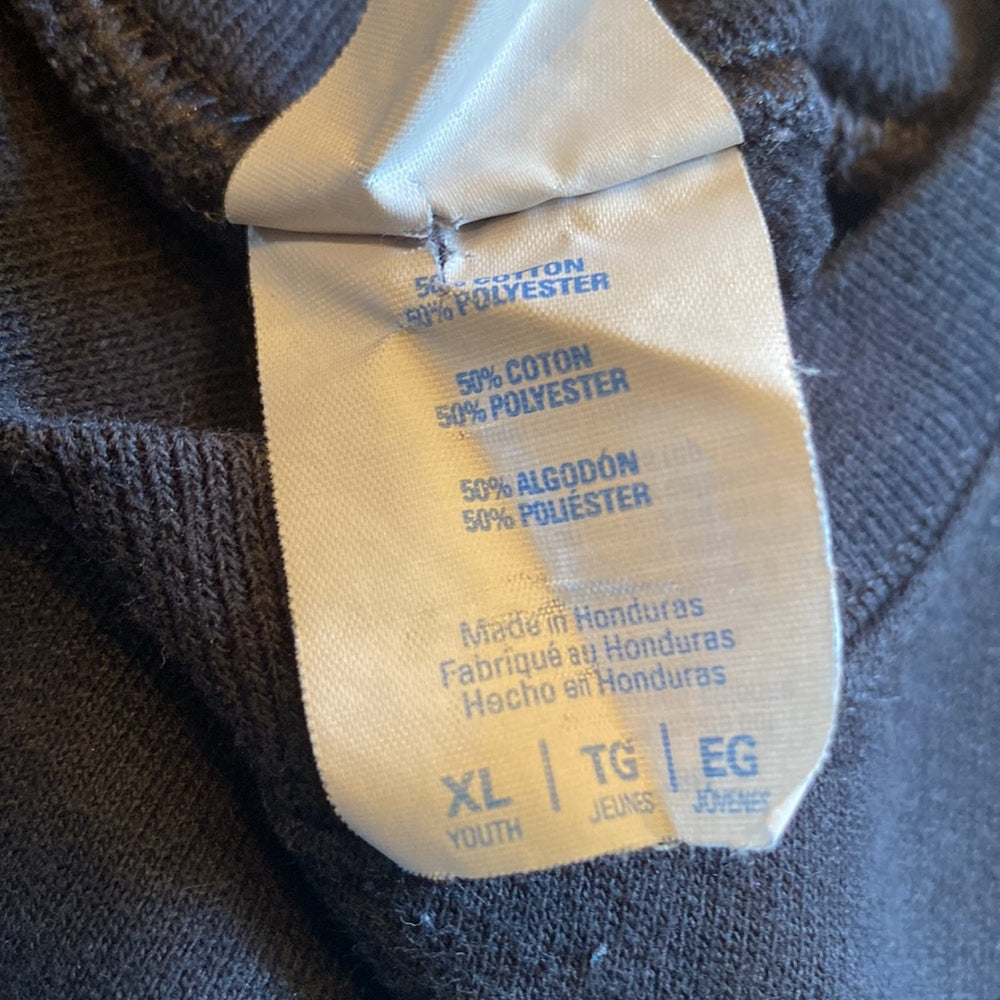 50% COTTON
50% POLYESTER
50% COTON
50% POLYESTER
50% ALGODÓN
50% POLIÉSTER
Made in Honduras
Fabriqué au Honduras
Hecho en Honduras
XL | TG | EG
YOUTH JEUNES JÓVENES